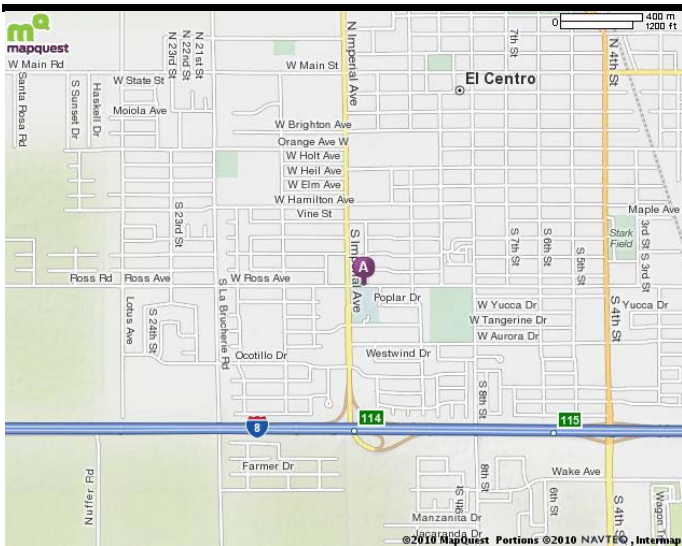 mq
mapquest
0
400 m
1200 ft
N 23rd St
N 22nd St
N 21st St
N Imperial Ave
7th St
N 4th St
W Main Rd
W Main St
W State St
El Centro
Santa Rosa Rd
S Sunset Dr
Haskell Dr
Moiola Ave
W Brighton Ave
Orange Ave W
W Holt Ave
W Heil Ave
W Elm Ave
W Hamilton Ave
Vine St
Maple Ave
S 23rd St
S Imperial Ave
S 7th St
S 6th St
S 5th St
Stark
Field
3rd St
S 3rd St
A
Ross Rd
Ross Ave
W Ross Ave
Poplar Dr
Lotus Ave
S 24th St
S La Brucherie Rd
W Yucca Dr
Yucca Dr
W Tangerine Dr
W Aurora Dr
S 4th St
Ocotillo Dr
Westwind Dr
S 8th St
114
115
8
Farmer Dr
Nuffer Rd
8th St
Wake Ave
9th St
6th St
S 4th St
Manzanita Dr
Jacaranda Dr
©2010 MapQuest Portions ©2010 NAVTEQ, Intermap